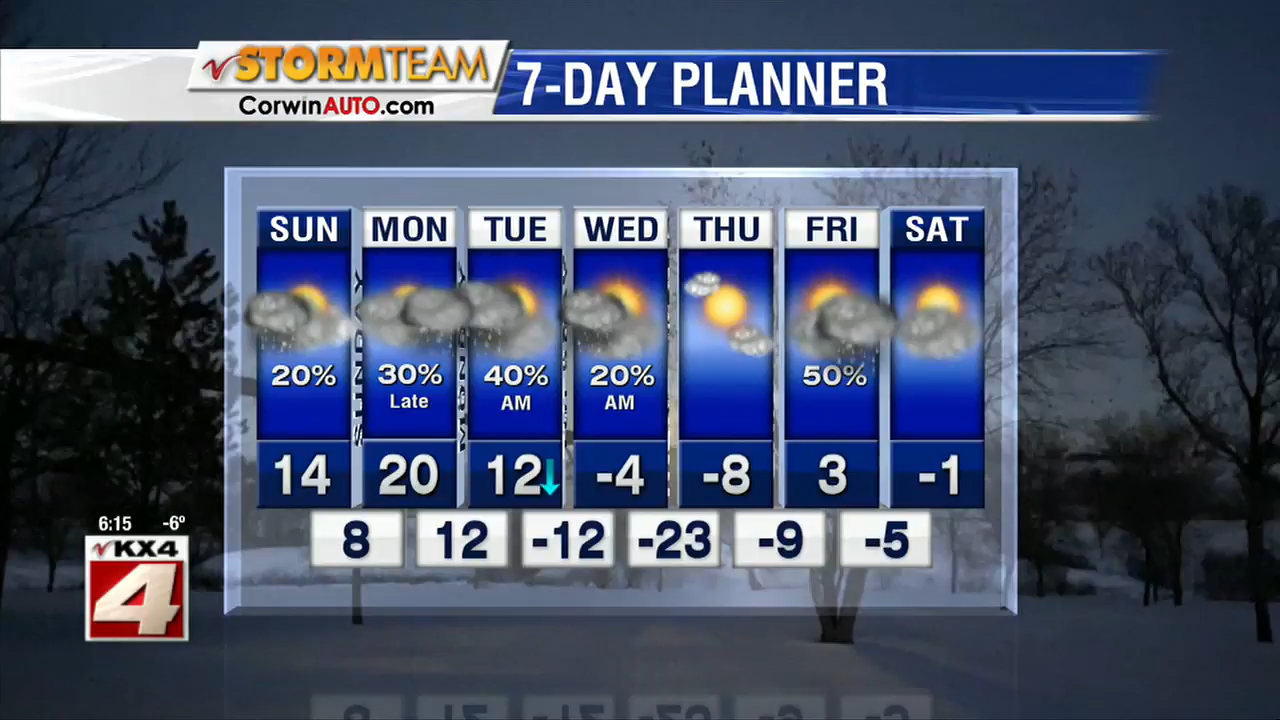 STORMTEAM
CorwinAUTO.com
7-DAY PLANNER
SUN MON TUE WED THU FRI SAT
20% 30% 40% 20% 50%
Late AM AM
14 20 12 -4 -8 3 -1
8 12 -12 -23 -9 -5
6:15 -6º
KX4
4
SUNDAY